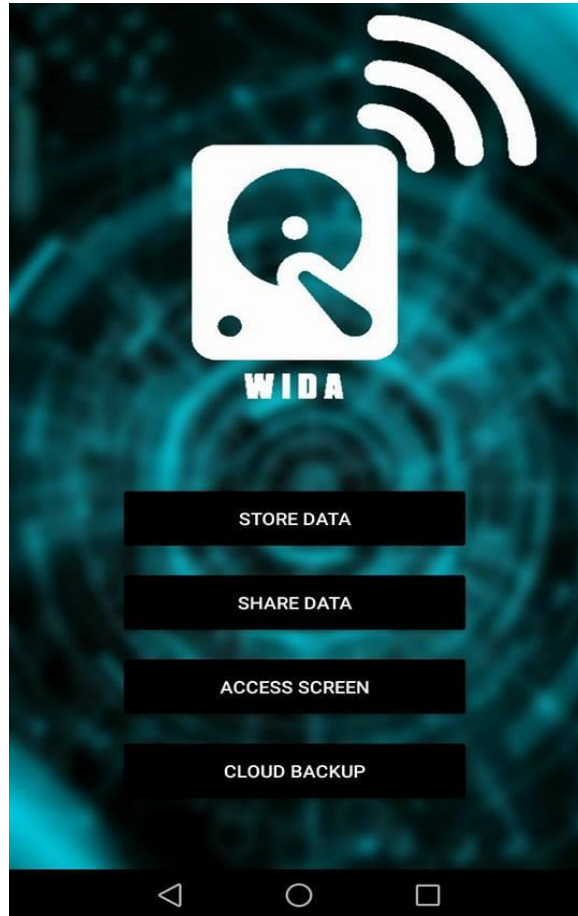 WIDA
STORE DATA
SHARE DATA
ACCESS SCREEN
CLOUD BACKUP